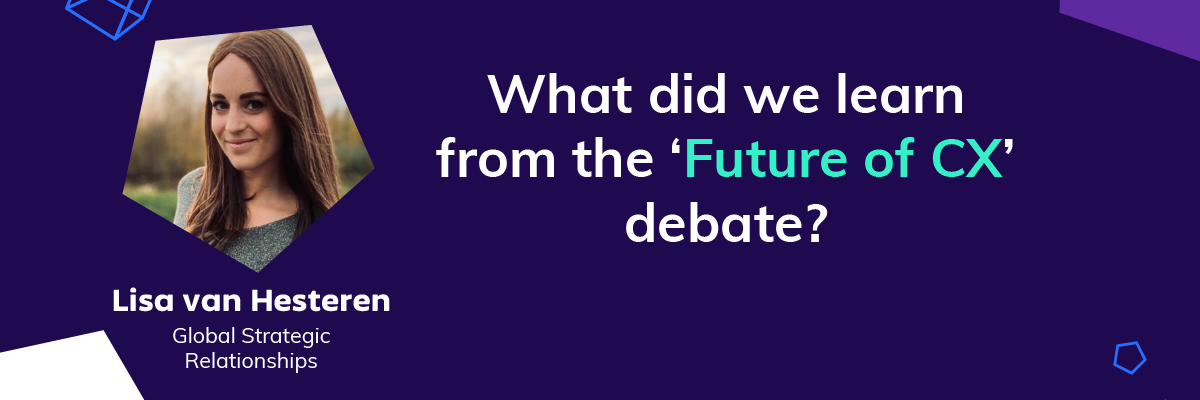 What did we learn
from the ‘Future of CX’
debate?
Lisa van Hesteren
Global Strategic
Relationships